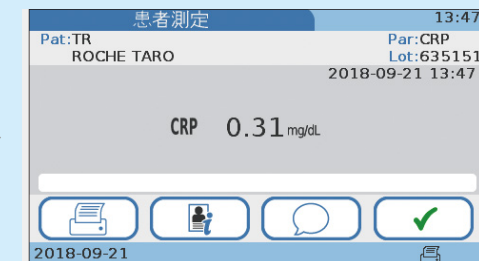 患者測定 13:47
Pat:TR Par:CRP
ROCHE TARO Lot:635151
2018-09-21 13:47
CRP 0.31 mg/dL
2018-09-21